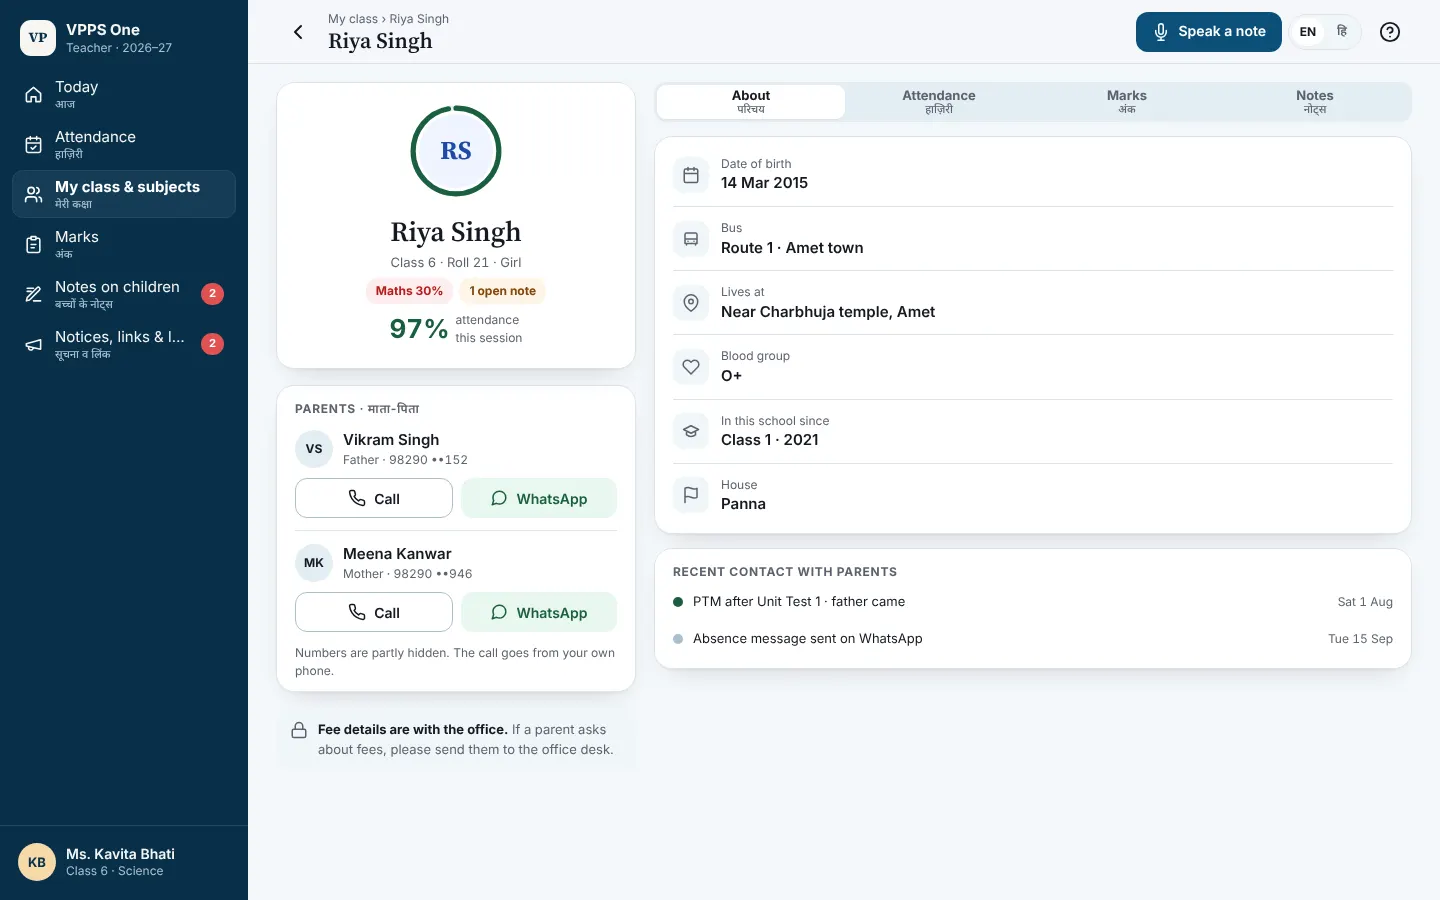 VP
VPPS One
Teacher · 2026–27
Today
आज
Attendance
हाज़िरी
My class & subjects
मेरी कक्षा
Marks
अंक
Notes on children
बच्चों के नोट्स
2
Notices, links & l...
सूचना व लिंक
2
KB
Ms. Kavita Bhati
Class 6 · Science
My class › Riya Singh
Riya Singh
Speak a note
EN
हि
?
RS
Riya Singh
Class 6 · Roll 21 · Girl
Maths 30%
1 open note
97%
attendance
this session
PARENTS · माता-पिता
VS
Vikram Singh
Father · 98290 ••152
Call
WhatsApp
MK
Meena Kanwar
Mother · 98290 ••946
Call
WhatsApp
Numbers are partly hidden. The call goes from your own
phone.
Fee details are with the office. If a parent asks
about fees, please send them to the office desk.
About
परिचय
Attendance
हाज़िरी
Marks
अंक
Notes
नोट्स
Date of birth
14 Mar 2015
Bus
Route 1 · Amet town
Lives at
Near Charbhuja temple, Amet
Blood group
O+
In this school since
Class 1 · 2021
House
Panna
RECENT CONTACT WITH PARENTS
PTM after Unit Test 1 · father came
Sat 1 Aug
Absence message sent on WhatsApp
Tue 15 Sep